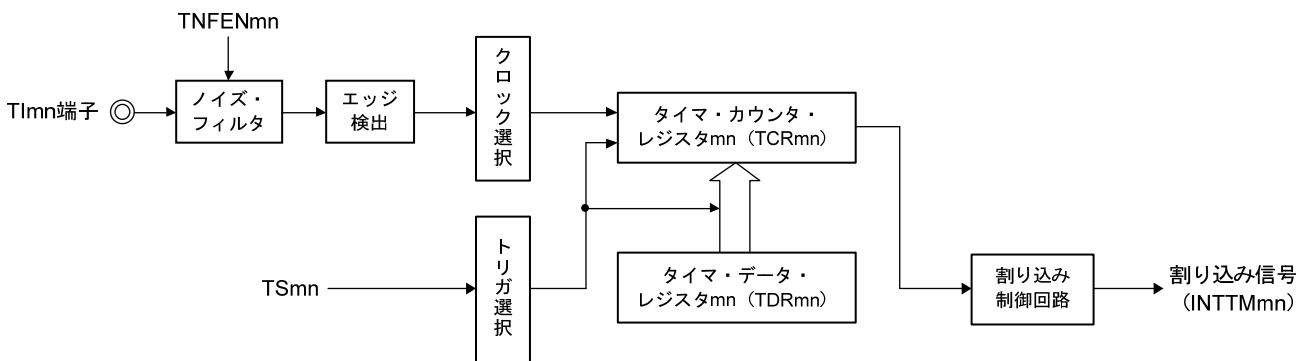 TNFENmn
TImn端子
ノイズ・
フィルタ
エッジ
検出
クロック選択
タイマ・カウンタ・
レジスタmn（TCRmn）
TSmn
トリガ選択
タイマ・データ・
レジスタmn（TDRmn）
割り込み
制御回路
割り込み信号
（INTTMmn）